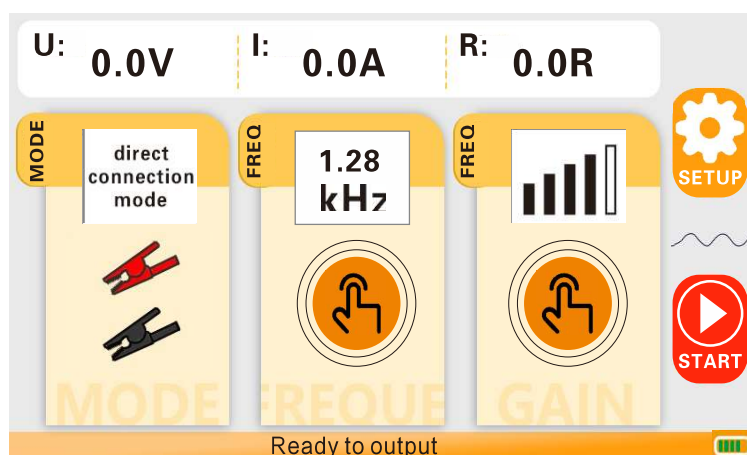 U: 0.0V I: 0.0A R: 0.0R
MODE
direct
connection
mode
MODE
FREQ
1.28
kHz
FREQUE
FREQ
GAIN
SETUP
START
Ready to output